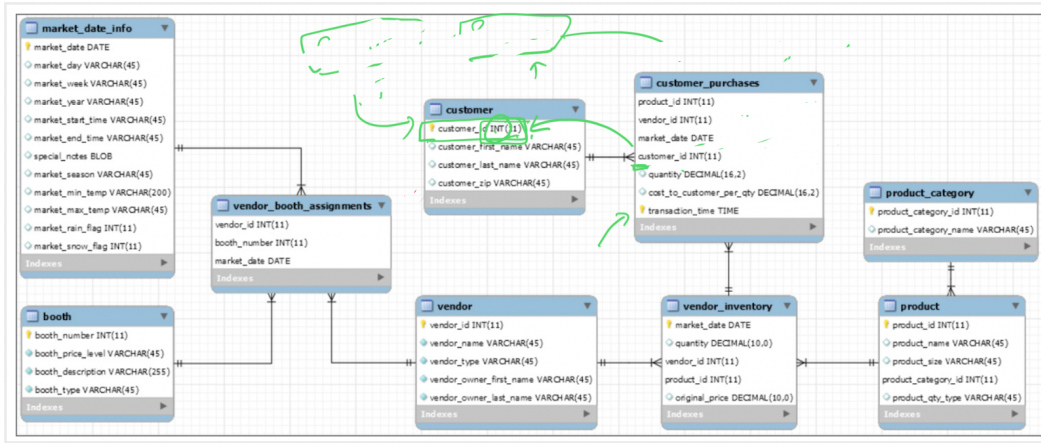 market_date_info
market_date DATE
market_day VARCHAR(45)
market_week VARCHAR(45)
market_year VARCHAR(45)
market_start_time VARCHAR(45)
market_end_time VARCHAR(45)
special_notes BLOB
market_season VARCHAR(45)
market_min_temp VARCHAR(200)
market_max_temp VARCHAR(45)
market_rain_flag INT(11)
market_snow_flag INT(11)
Indexes
booth
booth_number INT(11)
booth_price_level VARCHAR(45)
booth_description VARCHAR(255)
booth_type VARCHAR(45)
Indexes
vendor_booth_assignments
vendor_id INT(11)
booth_number INT(11)
market_date DATE
Indexes
customer
customer_id INT(11)
customer_first_name VARCHAR(45)
customer_last_name VARCHAR(45)
customer_zip VARCHAR(45)
Indexes
vendor
vendor_id INT(11)
vendor_name VARCHAR(45)
vendor_type VARCHAR(45)
vendor_owner_first_name VARCHAR(45)
vendor_owner_last_name VARCHAR(45)
Indexes
customer_purchases
product_id INT(11)
vendor_id INT(11)
market_date DATE
customer_id INT(11)
quantity DECIMAL(16,2)
cost_to_customer_per_qty DECIMAL(16,2)
transaction_time TIME
Indexes
vendor_inventory
market_date DATE
quantity DECIMAL(10,0)
vendor_id INT(11)
product_id INT(11)
original_price DECIMAL(10,0)
Indexes
product_category
product_category_id INT(11)
product_category_name VARCHAR(45)
Indexes
product
product_id INT(11)
product_name VARCHAR(45)
product_size VARCHAR(45)
product_category_id INT(11)
product_qty_type VARCHAR(45)
Indexes